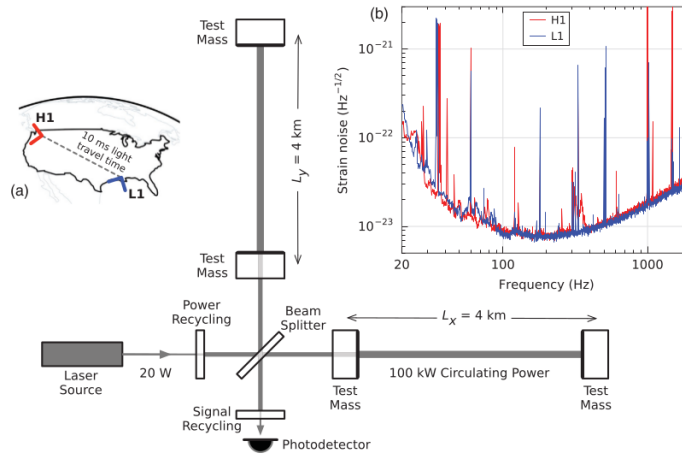 Test
Mass
(b)
H1
L1
10⁻²¹
10⁻²²
10⁻²³
Strain noise (Hz⁻¹/²)
20
100
1000
Frequency (Hz)
H1
10 ms light
travel time
(a)
L1
Ly = 4 km
Test
Mass
Power
Recycling
Beam
Splitter
Lx = 4 km
Laser
Source
20 W
Test
Mass
100 kW Circulating Power
Test
Mass
Signal
Recycling
Photodetector